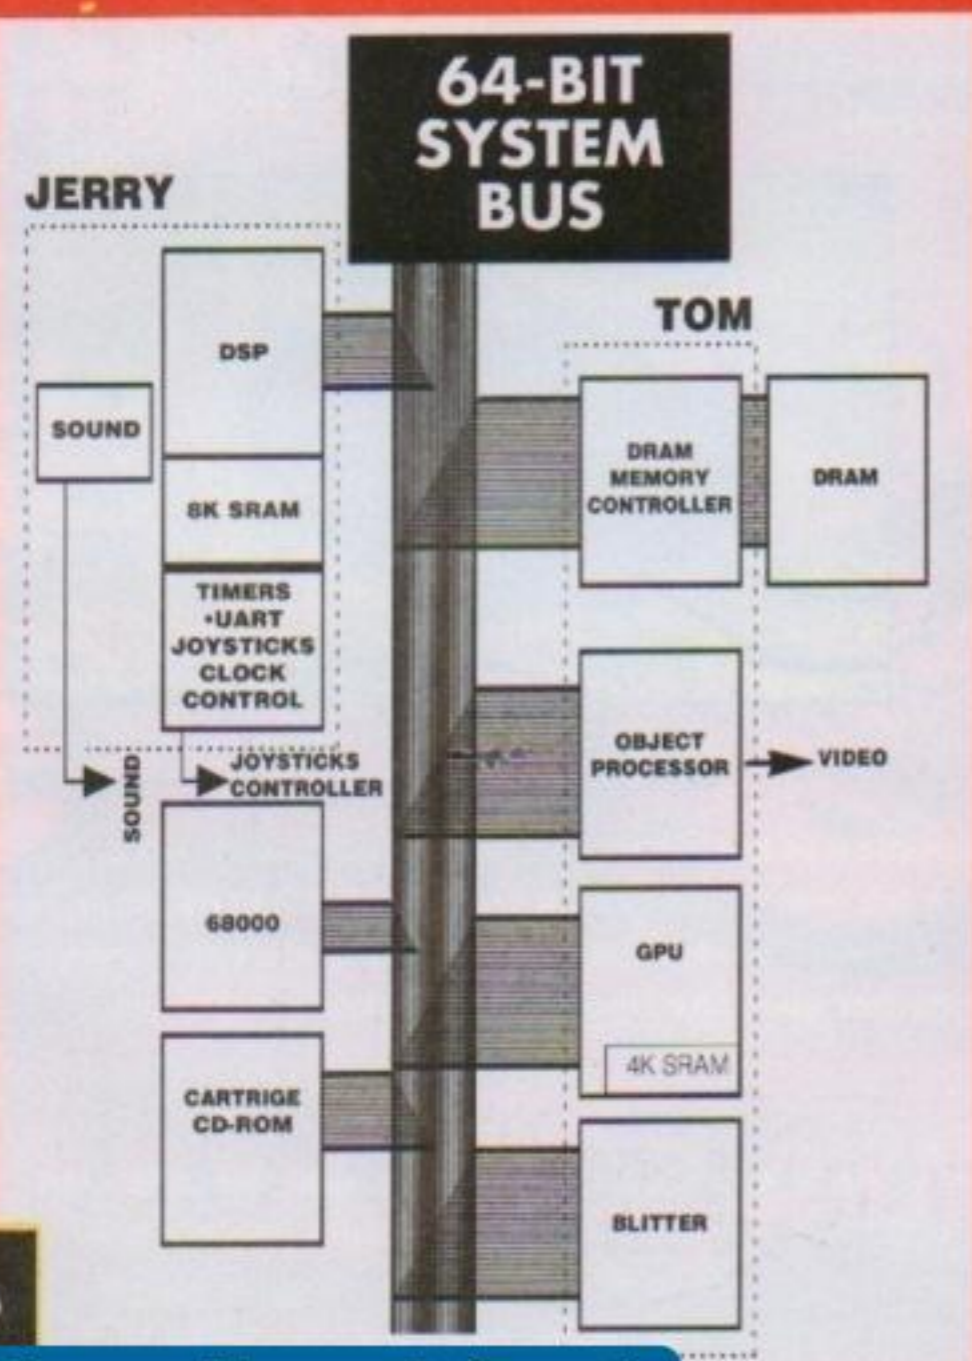 64-BIT
SYSTEM
BUS
JERRY
DSP
SOUND
8K SRAM
TIMERS
•UART
JOYSTICKS
CLOCK
CONTROL
SOUND
JOYSTICKS
CONTROLLER
68000
CARTRIGE
CD-ROM
TOM
DRAM
MEMORY
CONTROLLER
DRAM
OBJECT
PROCESSOR
VIDEO
GPU
4K SRAM
BLITTER